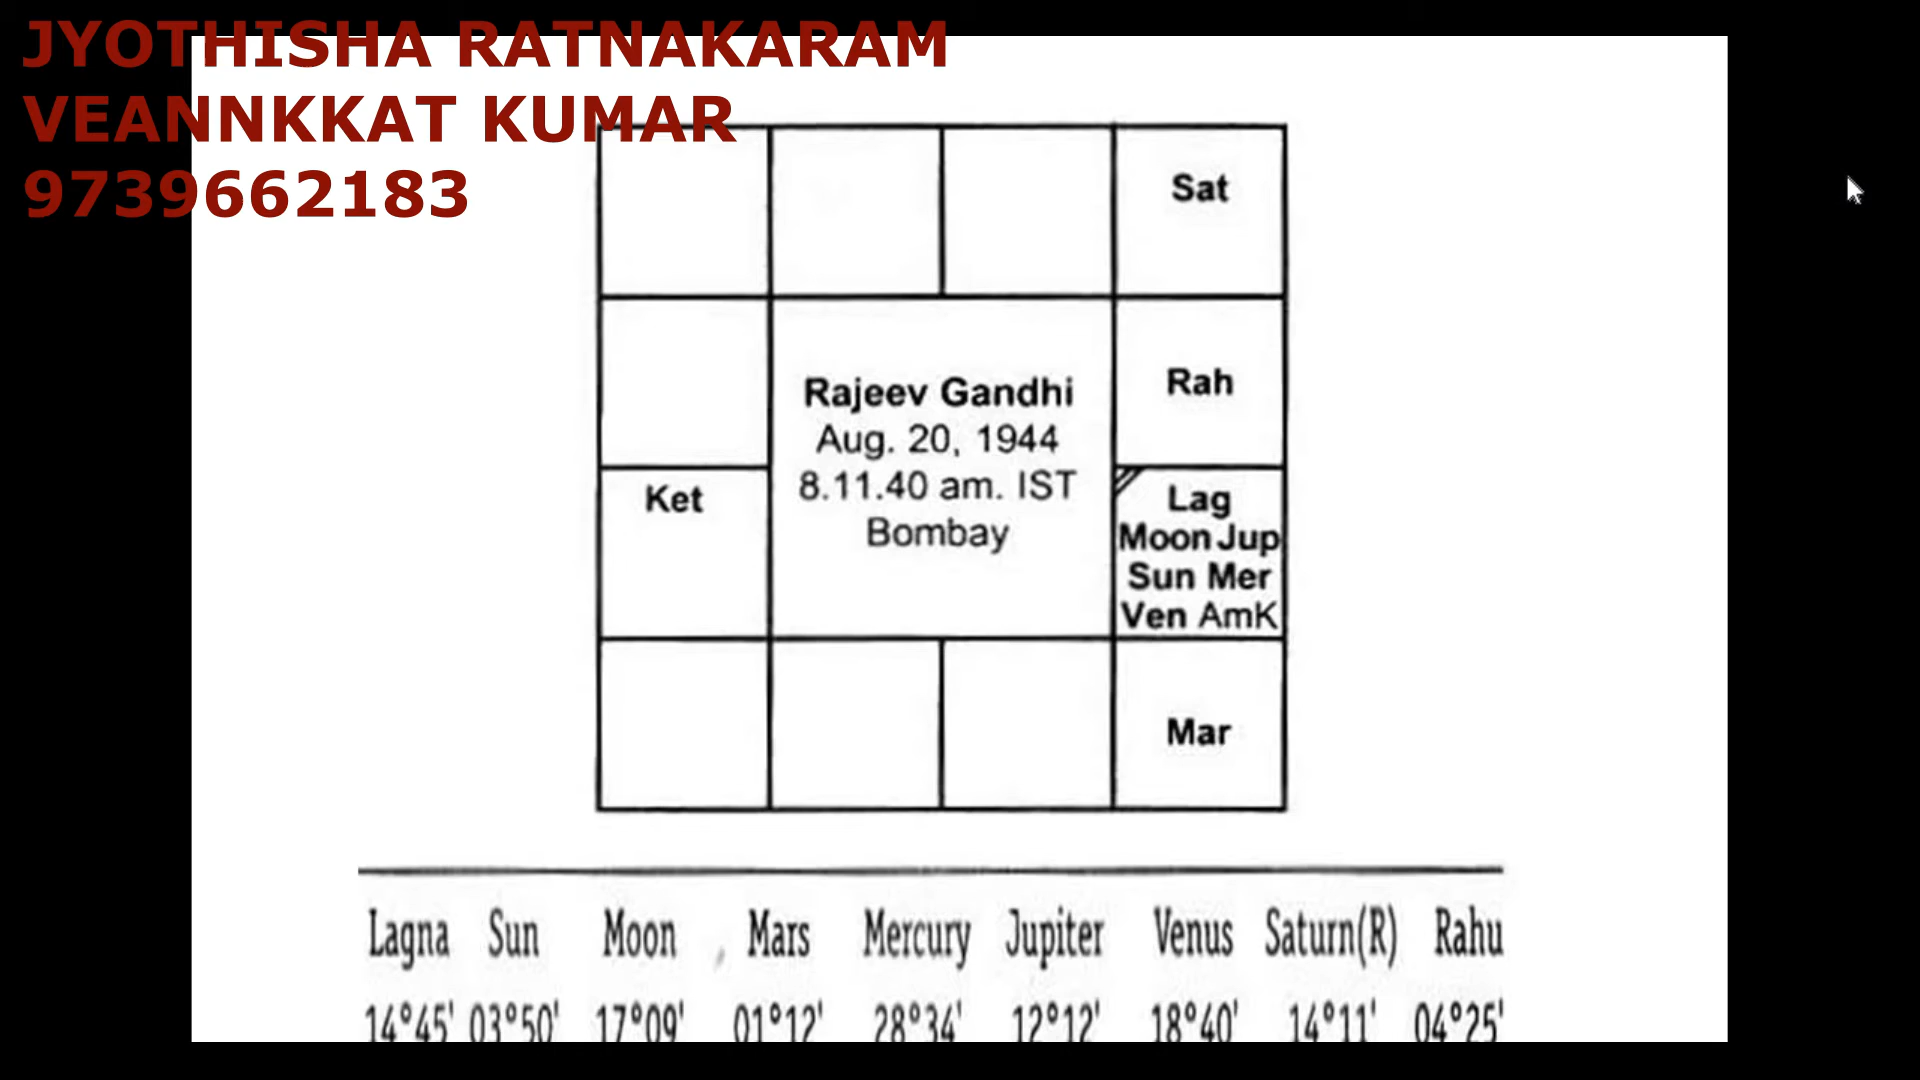 JYOTHISHA RATNAKARAM
VEANNKKAT KUMAR
9739662183
Sat
Rajeev Gandhi
Aug. 20, 1944
8.11.40 am. IST
Bombay
Rah
Ket
Lag
Moon Jup
Sun Mer
Ven AmK
Mar
Lagna Sun Moon Mars Mercury Jupiter Venus Saturn(R) Rahu
14°45' 03°50' 17°09' 01°12' 28°34' 12°12' 18°40' 14°11' 04°25'